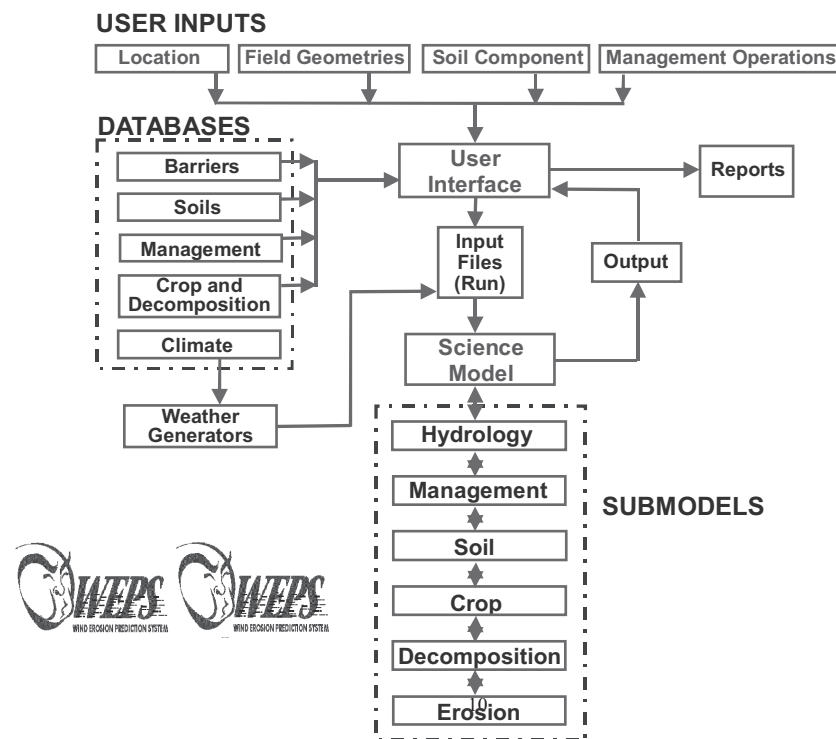 USER INPUTS
Location
Field Geometries
Soil Component
Management Operations
DATABASES
Barriers
Soils
Management
Crop and
Decomposition
Climate
Weather
Generators
User
Interface
Reports
Input
Files
(Run)
Output
Science
Model
Hydrology
Management
Soil
Crop
Decomposition
Erosion
10
SUBMODELS
WEPS
WIND EROSION PREDICTION SYSTEM
WEPS
WIND EROSION PREDICTION SYSTEM